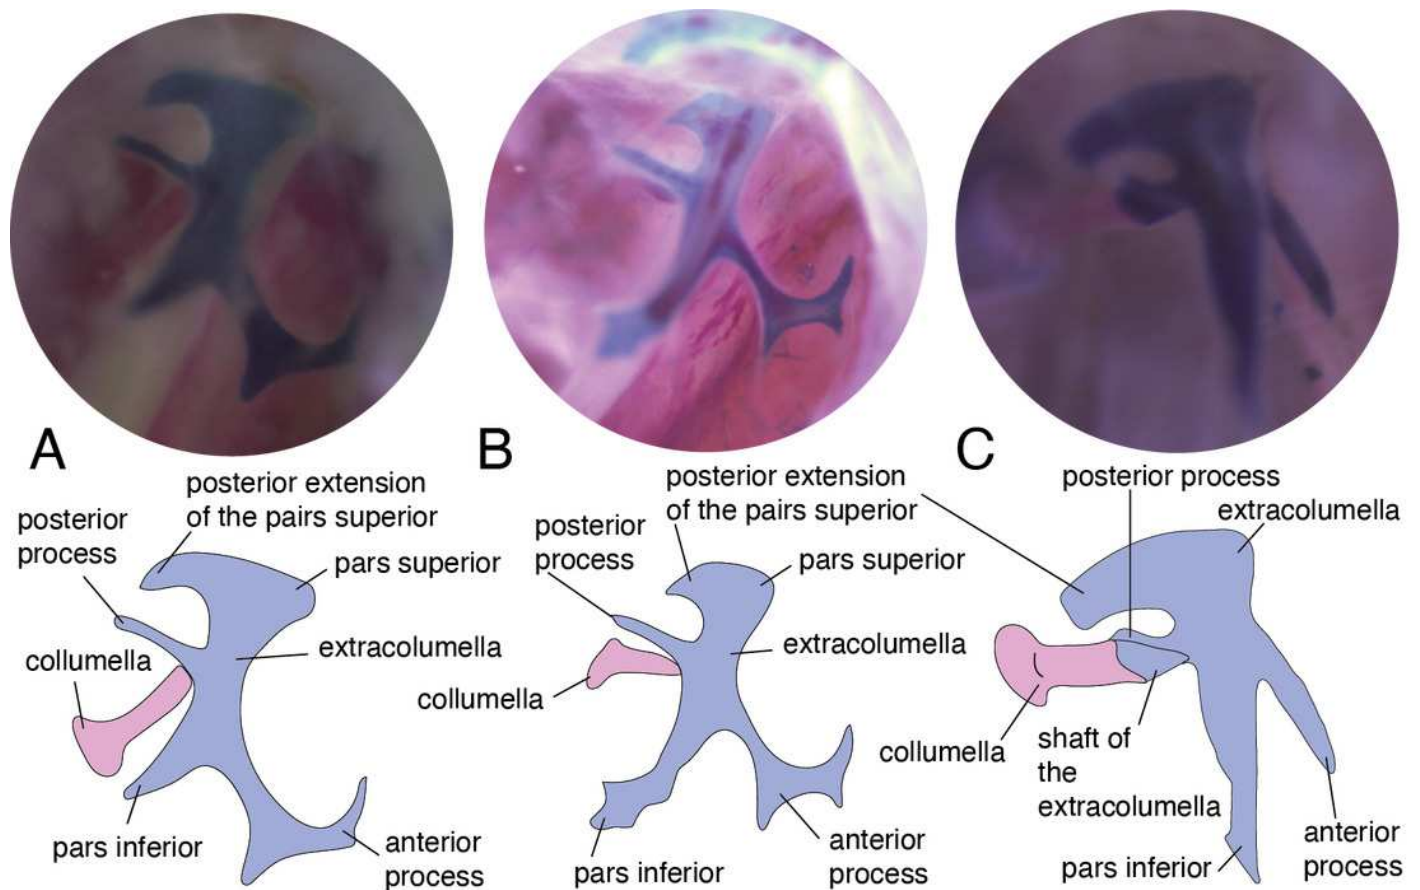 A
posterior extension
of the pairs superior
posterior
process
pars superior
extracolumella
collumella
pars inferior
anterior
process
B
posterior extension
of the pairs superior
posterior
process
pars superior
extracolumella
collumella
pars inferior
anterior
process
C
posterior process
extracolumella
collumella
shaft of
the
extracolumella
pars inferior
anterior
process